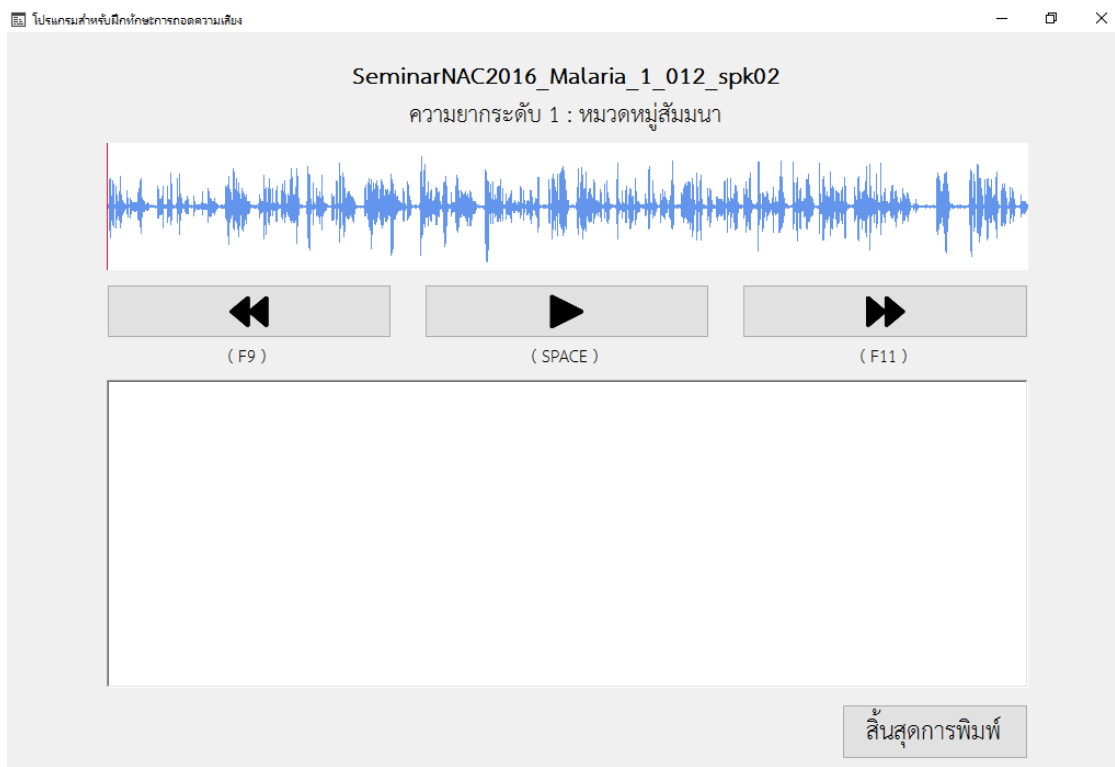 โปรแกรมสำหรับฝึกทักษะการถอดความเสียง
SeminarNAC2016_Malaria_1_012_spk02
ความยากระดับ 1 : หมวดหมู่สัมมนา
( F9 ) ( SPACE ) ( F11 )
สิ้นสุดการพิมพ์